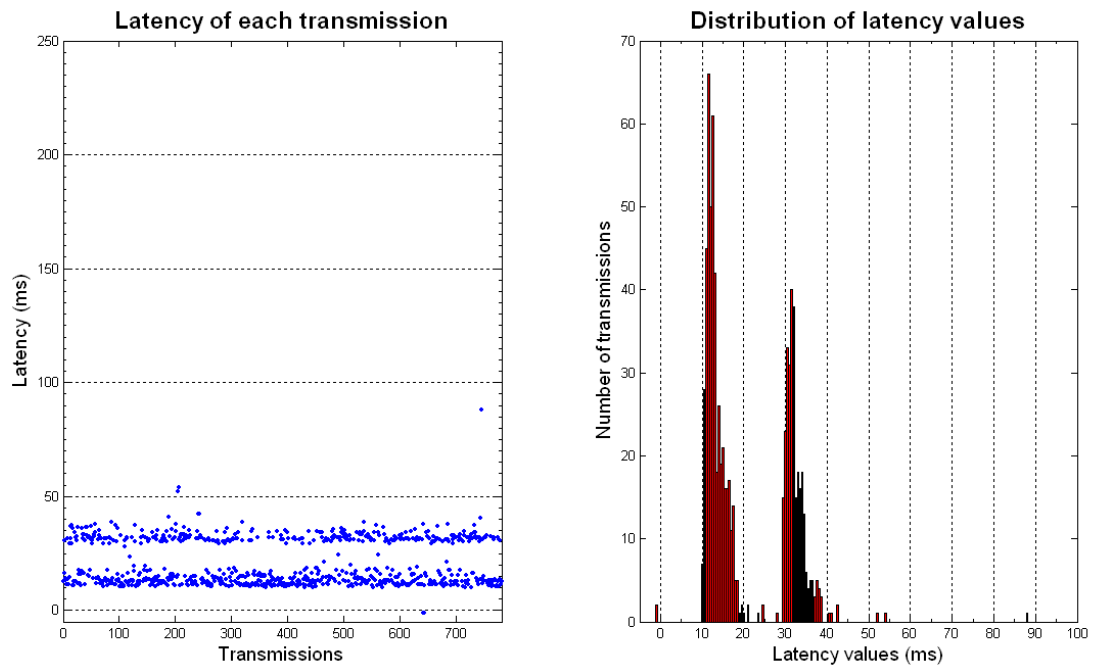 Latency of each transmission
250
200
150
100
50
0
Latency (ms)
0 100 200 300 400 500 600 700
Transmissions
Distribution of latency values
70
60
50
40
30
20
10
0
Number of transmissions
0 10 20 30 40 50 60 70 80 90 100
Latency values (ms)